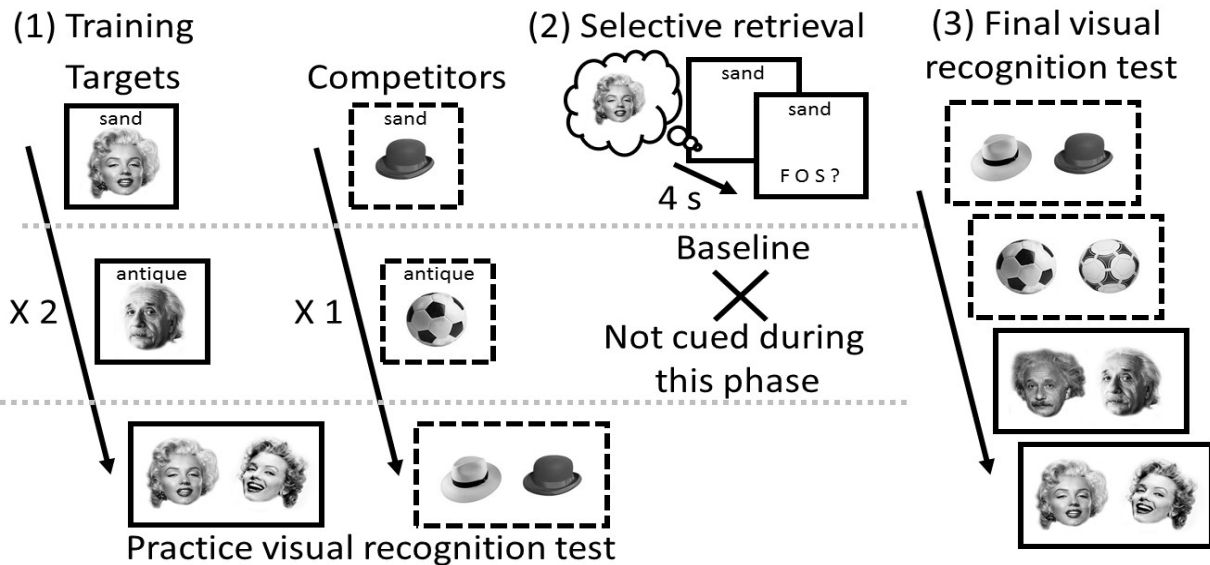 (1) Training
Targets
Competitors
sand
sand
antique
antique
X 2
X 1
Practice visual recognition test
(2) Selective retrieval
sand
sand
F O S ?
4 s
Baseline
Not cued during
this phase
(3) Final visual
recognition test